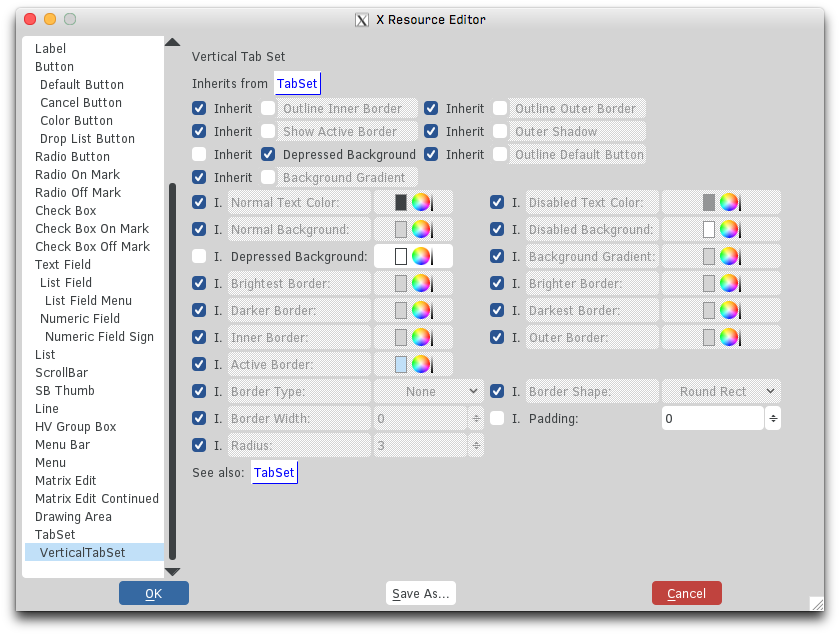 X Resource Editor
Label
Button
Default Button
Cancel Button
Color Button
Drop List Button
Radio Button
Radio On Mark
Radio Off Mark
Check Box
Check Box On Mark
Check Box Off Mark
Text Field
List Field
List Field Menu
Numeric Field
Numeric Field Sign
List
ScrollBar
SB Thumb
Line
HV Group Box
Menu Bar
Menu
Matrix Edit
Matrix Edit Continued
Drawing Area
TabSet
VerticalTabSet
Vertical Tab Set
Inherits from TabSet
Inherit Outline Inner Border Inherit Outline Outer Border
Inherit Show Active Border Inherit Outer Shadow
Inherit Depressed Background Inherit Outline Default Button
Inherit Background Gradient
I. Normal Text Color: I. Disabled Text Color:
I. Normal Background: I. Disabled Background:
I. Depressed Background: I. Background Gradient:
I. Brightest Border: I. Brighter Border:
I. Darker Border: I. Darkest Border:
I. Inner Border: I. Outer Border:
I. Active Border:
I. Border Type: None I. Border Shape: Round Rect
I. Border Width: 0 I. Padding: 0
I. Radius: 3
See also: TabSet
OK Save As... Cancel